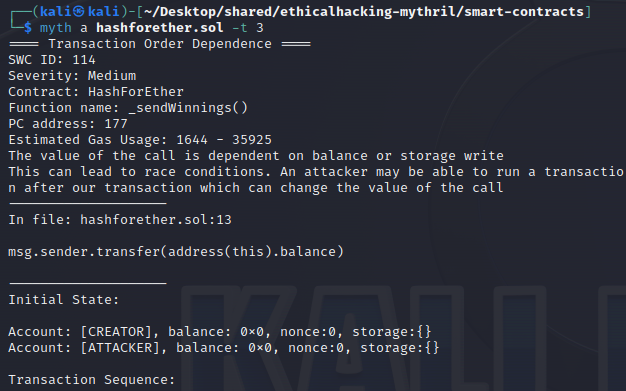 ┌──(kali㉿kali)-[~/Desktop/shared/ethicalhacking-mythril/smart-contracts]
└─$ myth a hashforether.sol -t 3
==== Transaction Order Dependence ====
SWC ID: 114
Severity: Medium
Contract: HashForEther
Function name: _sendWinnings()
PC address: 177
Estimated Gas Usage: 1644 - 35925
The value of the call is dependent on balance or storage write
This can lead to race conditions. An attacker may be able to run a transactio
n after our transaction which can change the value of the call
--------------------
In file: hashforether.sol:13
msg.sender.transfer(address(this).balance)
--------------------
Initial State:
Account: [CREATOR], balance: 0x0, nonce:0, storage:{}
Account: [ATTACKER], balance: 0x0, nonce:0, storage:{}
Transaction Sequence:
KALI